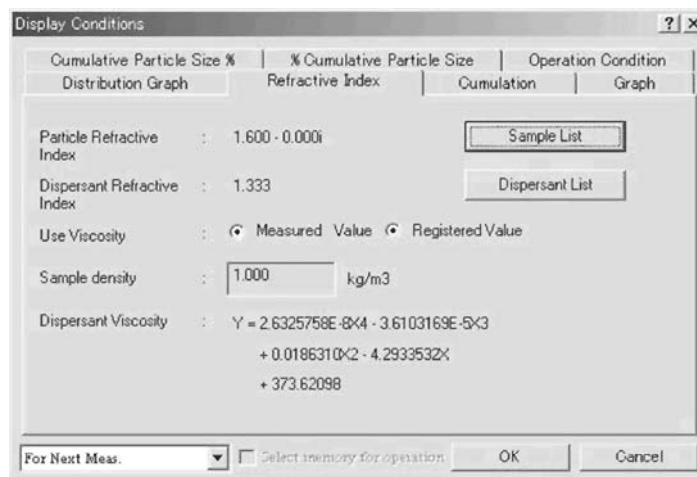 Display Conditions
? ×
Cumulative Particle Size %
% Cumulative Particle Size
Operation Condition
Distribution Graph
Refractive Index
Cumulation
Graph
Particle Refractive : 1.600 - 0.000i Sample List
Index
Dispersant Refractive : 1.333 Dispersant List
Index
Use Viscosity : Measured Value Registered Value
Sample density : 1.000 kg/m3
Dispersant Viscosity : Y = 2.6325758E-8X4 - 3.6103169E-5X3
+ 0.0186310X2 - 4.2933532X
+ 373.62098
For Next Meas. Select memory for operation OK Cancel